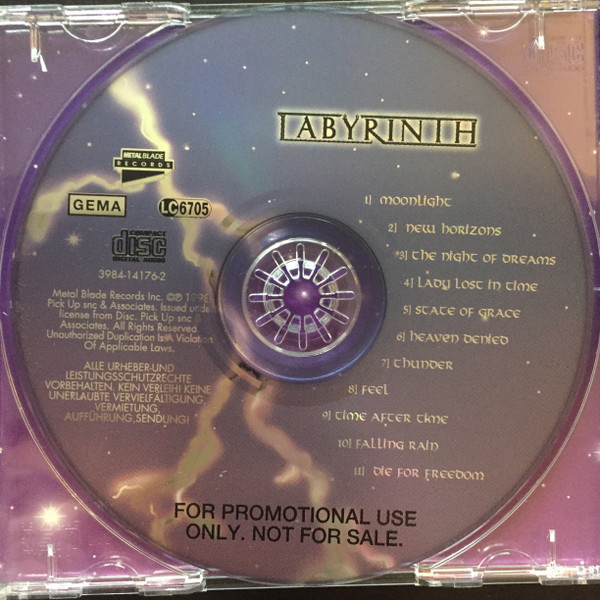 LABYRINTH
METAL BLADE
RECORDS
GEMA
LC 6705
COMPACT
disc
DIGITAL AUDIO
3984-14176-2
Metal Blade Records Inc. ©℗
Pick Up snc & Associates. Issued under
license from Disc. Pick Up snc &
Associates. All Rights Reserved
Unauthorized Duplication Is A Violation
Of Applicable Laws.
ALLE URHEBER-UND
LEISTUNGSSCHUTZRECHTE
VORBEHALTEN. KEIN VERLEIH! KEINE
UNERLAUBTE VERVIELFÄLTIGUNG,
VERMIETUNG,
AUFFÜHRUNG,SENDUNG!
1) MOONLIGHT
2) NEW HORIZONS
3) THE NIGHT OF DREAMS
4) LADY LOST IN TIME
5) STATE OF GRACE
6) HEAVEN DENIED
7) THUNDER
8) FEEL
9) TIME AFTER TIME
10) FALLING RAIN
11) DIE FOR FREEDOM
FOR PROMOTIONAL USE
ONLY. NOT FOR SALE.